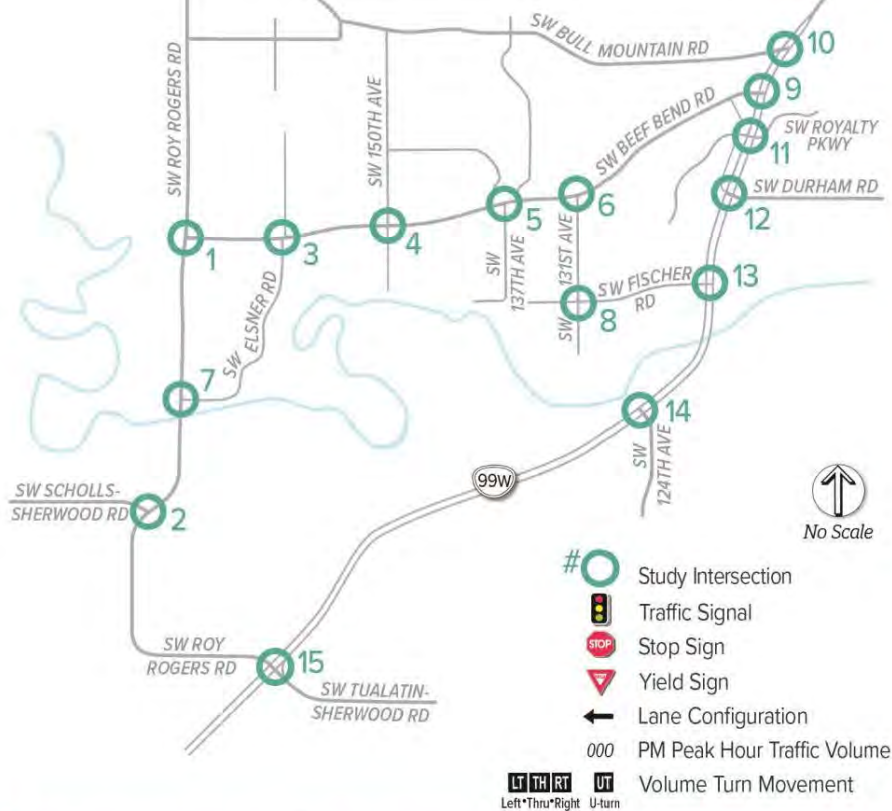 SW BULL MOUNTAIN RD
10
SW ROY ROGERS RD
SW 150TH AVE
9
SW BEEF BEND RD
SW ROYALTY
PKWY
11
SW DURHAM RD
12
1
3
4
5
6
SW
137TH AVE
SW 131ST AVE
SW FISCHER
RD
13
8
SW ELSNER RD
7
14
SW
124TH AVE
99W
SW SCHOLLS-
SHERWOOD RD
2
No Scale
SW ROY
ROGERS RD
15
SW TUALATIN-
SHERWOOD RD
# Study Intersection
Traffic Signal
STOP Stop Sign
Yield Sign
Lane Configuration
000 PM Peak Hour Traffic Volume
LT TH RT UT Volume Turn Movement
Left•Thru•Right U-turn